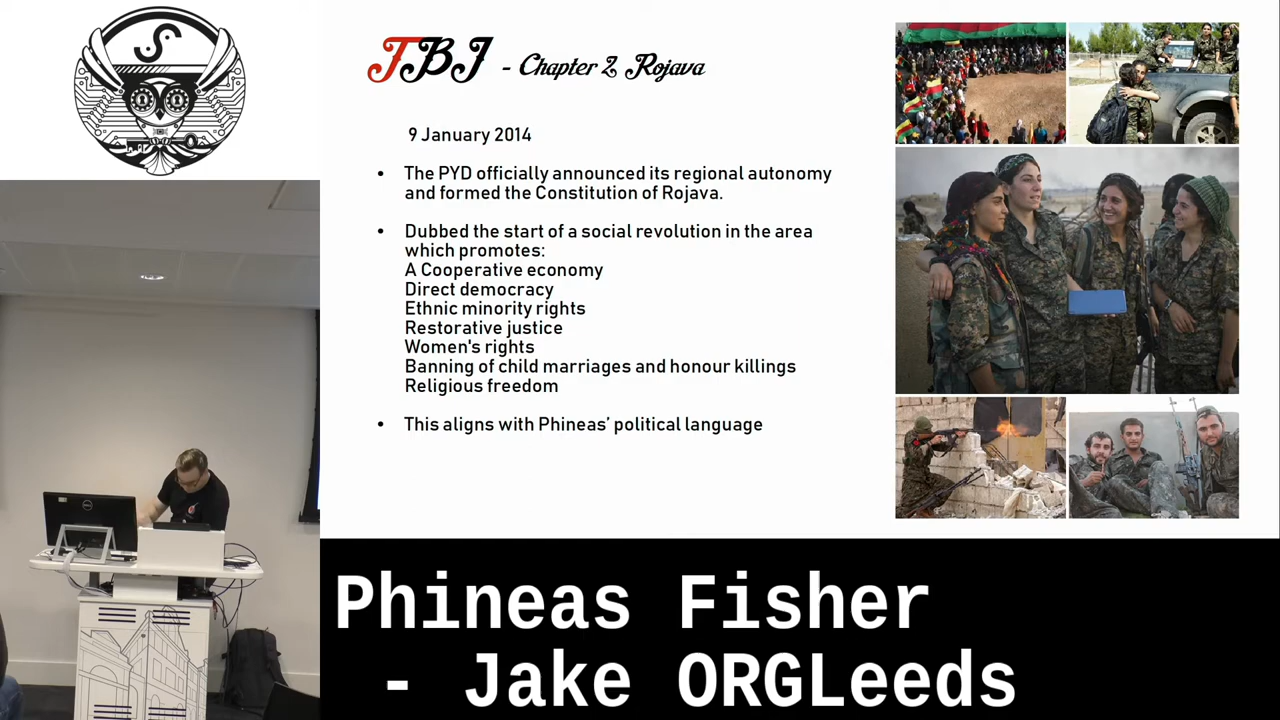 TBJ - Chapter 2, Rojava
9 January 2014
• The PYD officially announced its regional autonomy
and formed the Constitution of Rojava.
• Dubbed the start of a social revolution in the area
which promotes:
A Cooperative economy
Direct democracy
Ethnic minority rights
Restorative justice
Women's rights
Banning of child marriages and honour killings
Religious freedom
• This aligns with Phineas’ political language
DELL
Phineas Fisher
- Jake ORGLeeds